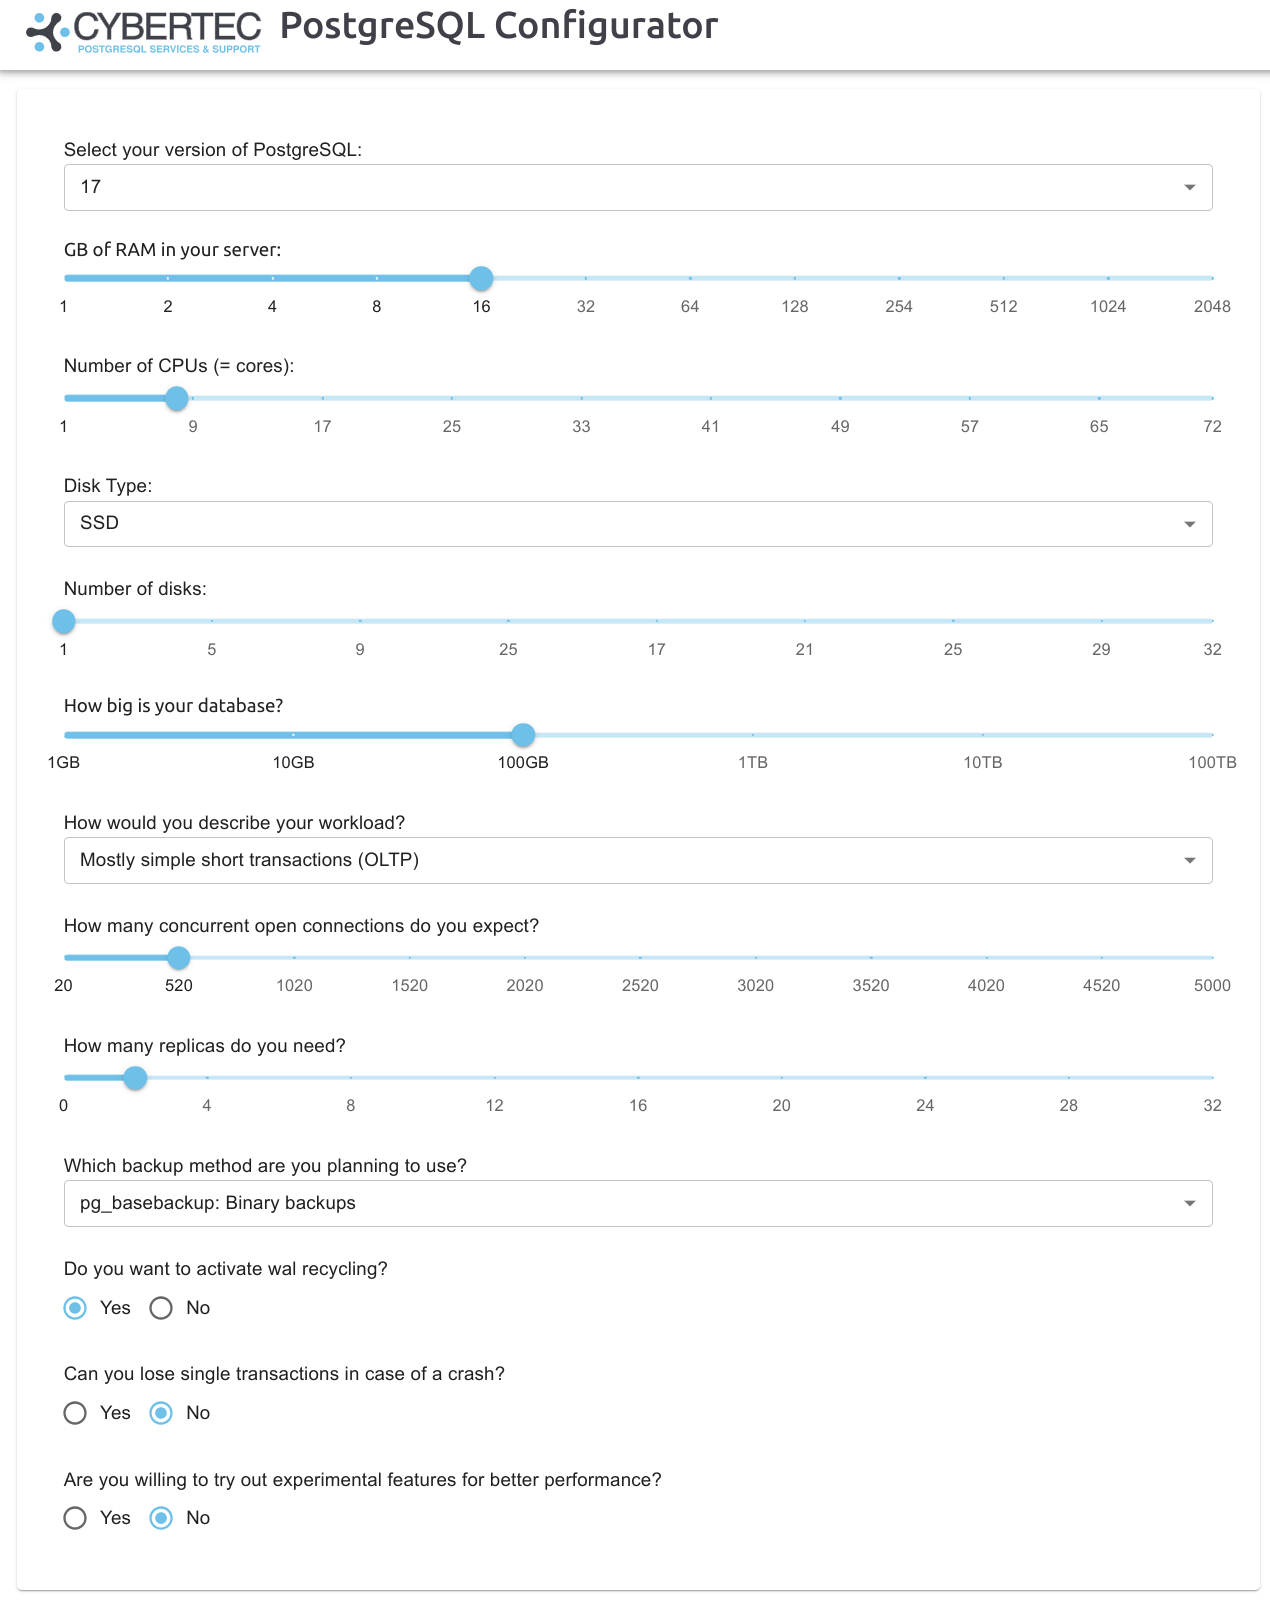 CYBERTEC PostgreSQL Configurator
POSTGRESQL SERVICES & SUPPORT
Select your version of PostgreSQL:
17
GB of RAM in your server:
1 2 4 8 16 32 64 128 254 512 1024 2048
Number of CPUs (= cores):
1 9 17 25 33 41 49 57 65 72
Disk Type:
SSD
Number of disks:
1 5 9 25 17 21 25 29 32
How big is your database?
1GB 10GB 100GB 1TB 10TB 100TB
How would you describe your workload?
Mostly simple short transactions (OLTP)
How many concurrent open connections do you expect?
20 520 1020 1520 2020 2520 3020 3520 4020 4520 5000
How many replicas do you need?
0 4 8 12 16 20 24 28 32
Which backup method are you planning to use?
pg_basebackup: Binary backups
Do you want to activate wal recycling?
Yes No
Can you lose single transactions in case of a crash?
Yes No
Are you willing to try out experimental features for better performance?
Yes No